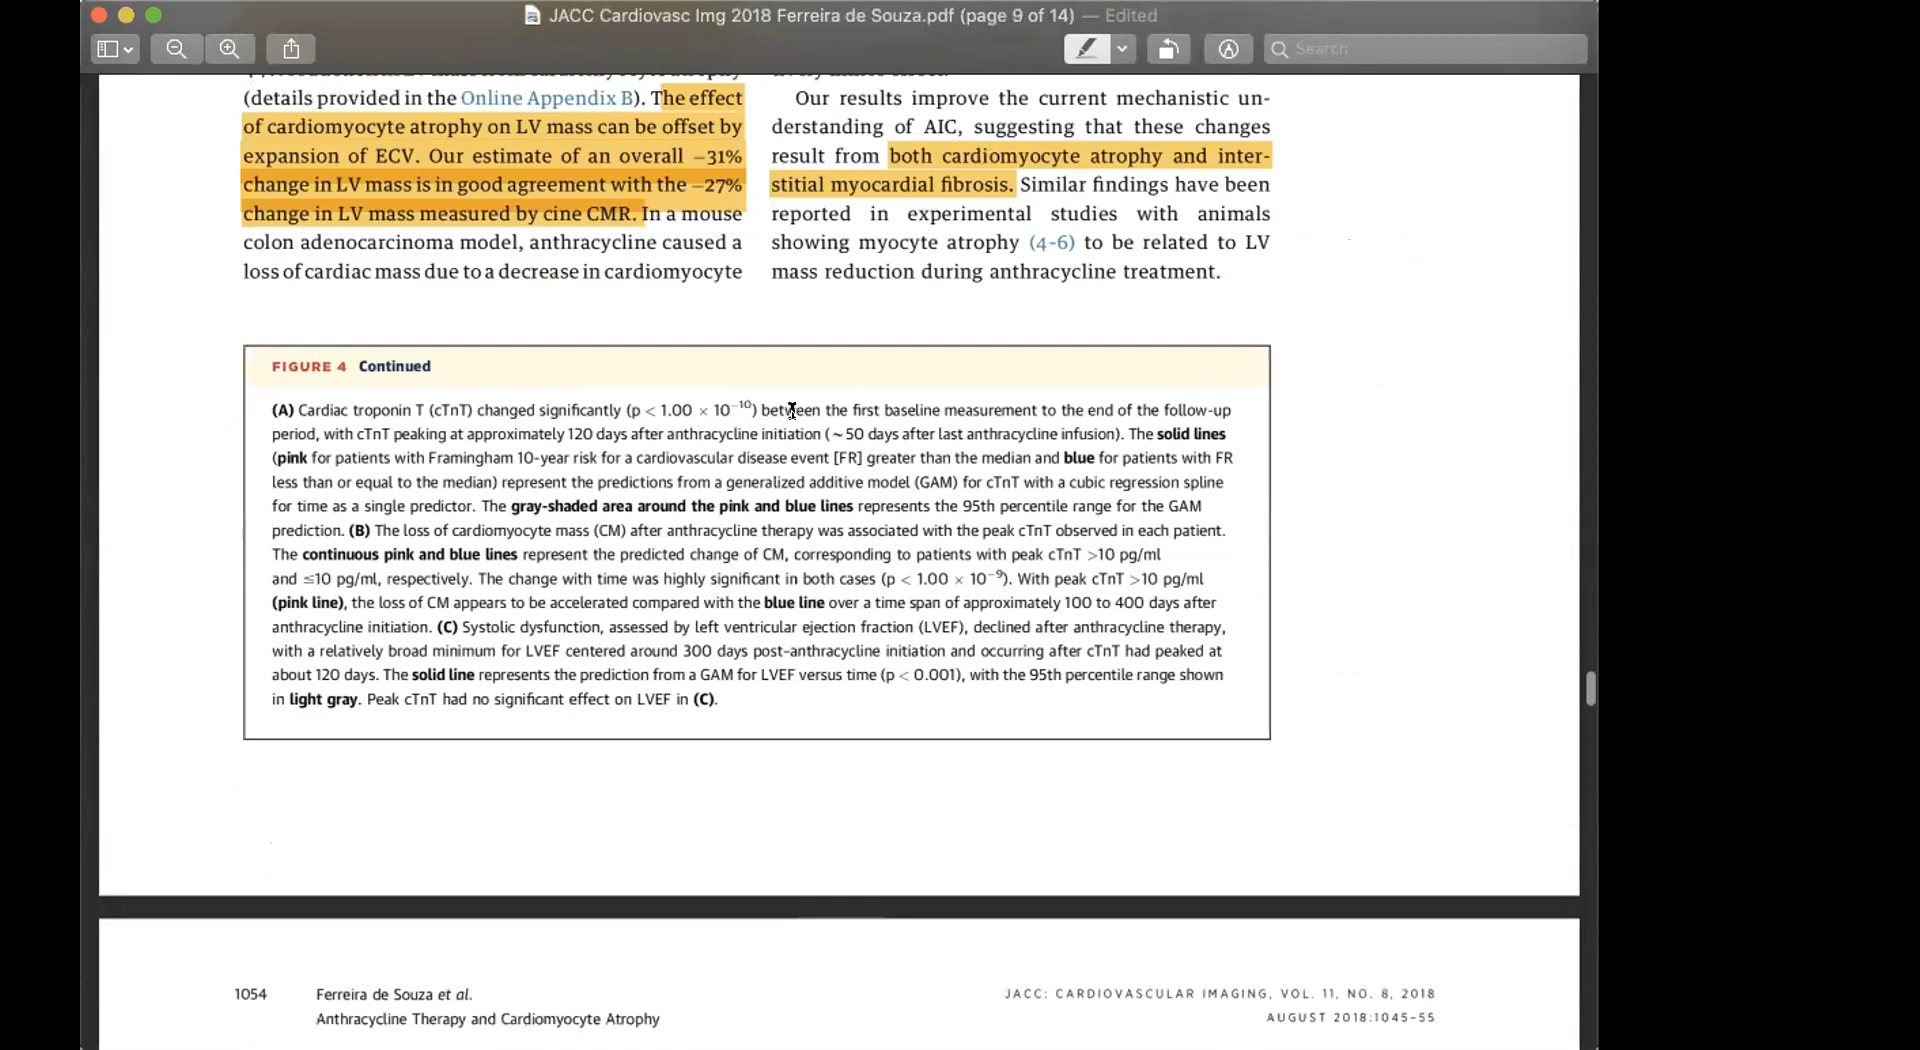 JACC Cardiovasc Img 2018 Ferreira de Souza.pdf (page 9 of 14) — Edited
Search
(details provided in the Online Appendix B). The effect
of cardiomyocyte atrophy on LV mass can be offset by
expansion of ECV. Our estimate of an overall –31%
change in LV mass is in good agreement with the –27%
change in LV mass measured by cine CMR. In a mouse
colon adenocarcinoma model, anthracycline caused a
loss of cardiac mass due to a decrease in cardiomyocyte
Our results improve the current mechanistic un-
derstanding of AIC, suggesting that these changes
result from both cardiomyocyte atrophy and inter-
stitial myocardial fibrosis. Similar findings have been
reported in experimental studies with animals
showing myocyte atrophy (4-6) to be related to LV
mass reduction during anthracycline treatment.
FIGURE 4 Continued
(A) Cardiac troponin T (cTnT) changed significantly (p < 1.00 × 10⁻¹⁰) between the first baseline measurement to the end of the follow-up
period, with cTnT peaking at approximately 120 days after anthracycline initiation (~50 days after last anthracycline infusion). The solid lines
(pink for patients with Framingham 10-year risk for a cardiovascular disease event [FR] greater than the median and blue for patients with FR
less than or equal to the median) represent the predictions from a generalized additive model (GAM) for cTnT with a cubic regression spline
for time as a single predictor. The gray-shaded area around the pink and blue lines represents the 95th percentile range for the GAM
prediction. (B) The loss of cardiomyocyte mass (CM) after anthracycline therapy was associated with the peak cTnT observed in each patient.
The continuous pink and blue lines represent the predicted change of CM, corresponding to patients with peak cTnT >10 pg/ml
and ≤10 pg/ml, respectively. The change with time was highly significant in both cases (p < 1.00 × 10⁻⁹). With peak cTnT >10 pg/ml
(pink line), the loss of CM appears to be accelerated compared with the blue line over a time span of approximately 100 to 400 days after
anthracycline initiation. (C) Systolic dysfunction, assessed by left ventricular ejection fraction (LVEF), declined after anthracycline therapy,
with a relatively broad minimum for LVEF centered around 300 days post-anthracycline initiation and occurring after cTnT had peaked at
about 120 days. The solid line represents the prediction from a GAM for LVEF versus time (p < 0.001), with the 95th percentile range shown
in light gray. Peak cTnT had no significant effect on LVEF in (C).
1054
Ferreira de Souza et al.
Anthracycline Therapy and Cardiomyocyte Atrophy
JACC: CARDIOVASCULAR IMAGING, VOL. 11, NO. 8, 2018
AUGUST 2018:1045–55